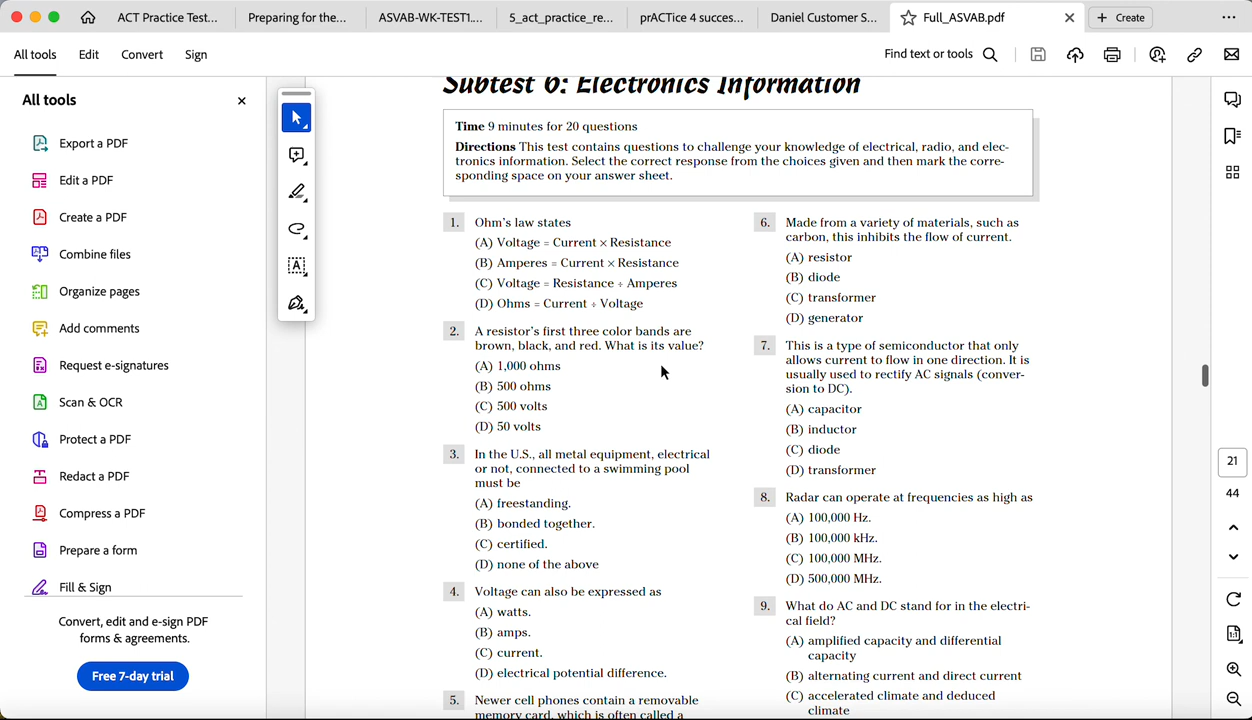 ACT Practice Test...
Preparing for the...
ASVAB-WK-TEST1....
5_act_practice_re...
prACTice 4 succes...
Daniel Customer S...
Full_ASVAB.pdf
Create
All tools
Edit
Convert
Sign
Find text or tools
All tools
Export a PDF
Edit a PDF
Create a PDF
Combine files
Organize pages
Add comments
Request e-signatures
Scan & OCR
Protect a PDF
Redact a PDF
Compress a PDF
Prepare a form
Fill & Sign
Convert, edit and e-sign PDF
forms & agreements.
Free 7-day trial
Subtest 6: Electronics Information
Time 9 minutes for 20 questions
Directions This test contains questions to challenge your knowledge of electrical, radio, and elec-
tronics information. Select the correct response from the choices given and then mark the corre-
sponding space on your answer sheet.
1. Ohm's law states
(A) Voltage = Current × Resistance
(B) Amperes = Current × Resistance
(C) Voltage = Resistance ÷ Amperes
(D) Ohms = Current ÷ Voltage
2. A resistor's first three color bands are
brown, black, and red. What is its value?
(A) 1,000 ohms
(B) 500 ohms
(C) 500 volts
(D) 50 volts
3. In the U.S., all metal equipment, electrical
or not, connected to a swimming pool
must be
(A) freestanding.
(B) bonded together.
(C) certified.
(D) none of the above
4. Voltage can also be expressed as
(A) watts.
(B) amps.
(C) current.
(D) electrical potential difference.
5. Newer cell phones contain a removable
memory card, which is often called a
6. Made from a variety of materials, such as
carbon, this inhibits the flow of current.
(A) resistor
(B) diode
(C) transformer
(D) generator
7. This is a type of semiconductor that only
allows current to flow in one direction. It is
usually used to rectify AC signals (conver-
sion to DC).
(A) capacitor
(B) inductor
(C) diode
(D) transformer
8. Radar can operate at frequencies as high as
(A) 100,000 Hz.
(B) 100,000 kHz.
(C) 100,000 MHz.
(D) 500,000 MHz.
9. What do AC and DC stand for in the electri-
cal field?
(A) amplified capacity and differential
capacity
(B) alternating current and direct current
(C) accelerated climate and deduced
climate
21
44
1:1